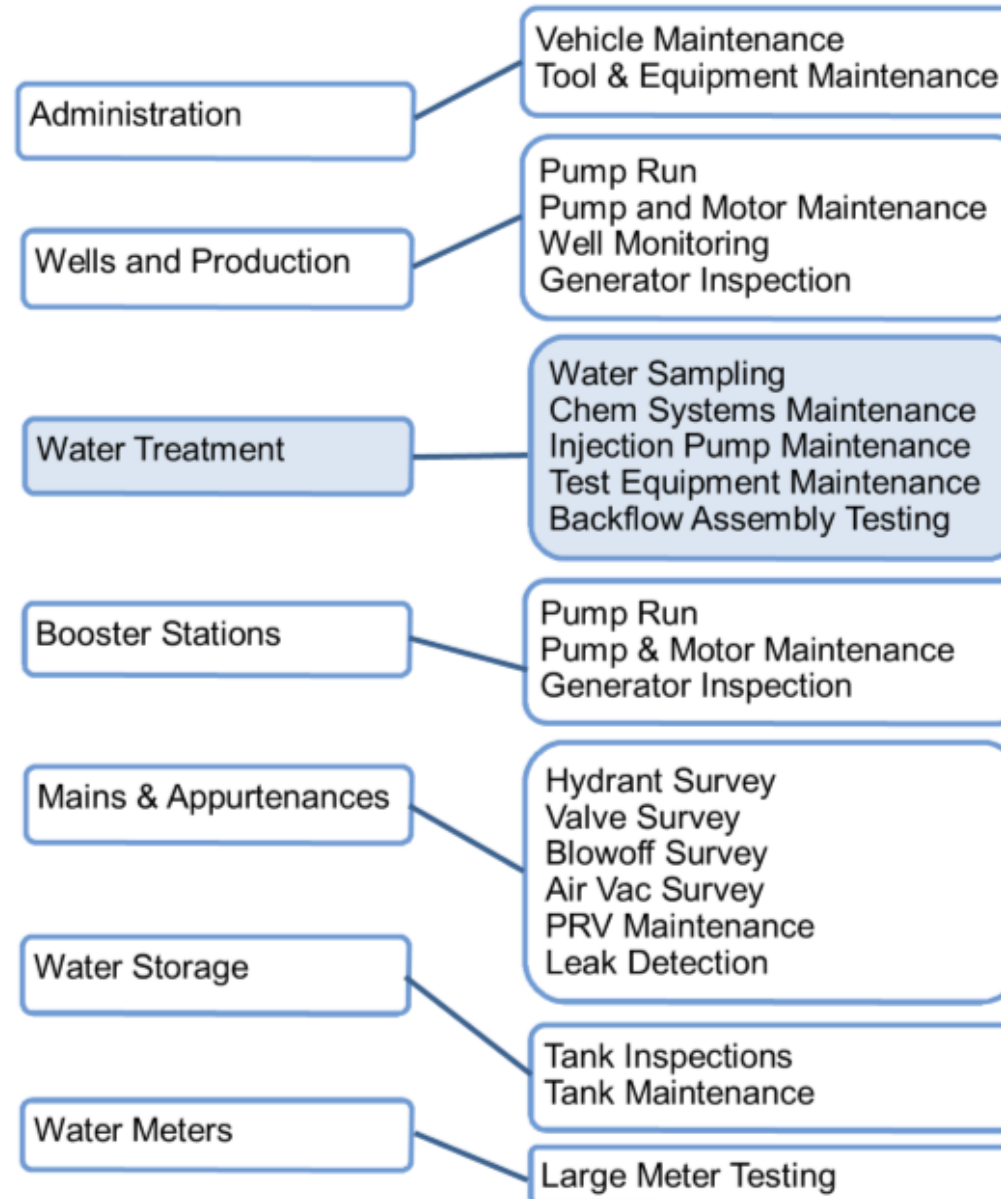 Administration
Vehicle Maintenance
Tool & Equipment Maintenance
Wells and Production
Pump Run
Pump and Motor Maintenance
Well Monitoring
Generator Inspection
Water Treatment
Water Sampling
Chem Systems Maintenance
Injection Pump Maintenance
Test Equipment Maintenance
Backflow Assembly Testing
Booster Stations
Pump Run
Pump & Motor Maintenance
Generator Inspection
Mains & Appurtenances
Hydrant Survey
Valve Survey
Blowoff Survey
Air Vac Survey
PRV Maintenance
Leak Detection
Water Storage
Tank Inspections
Tank Maintenance
Water Meters
Large Meter Testing